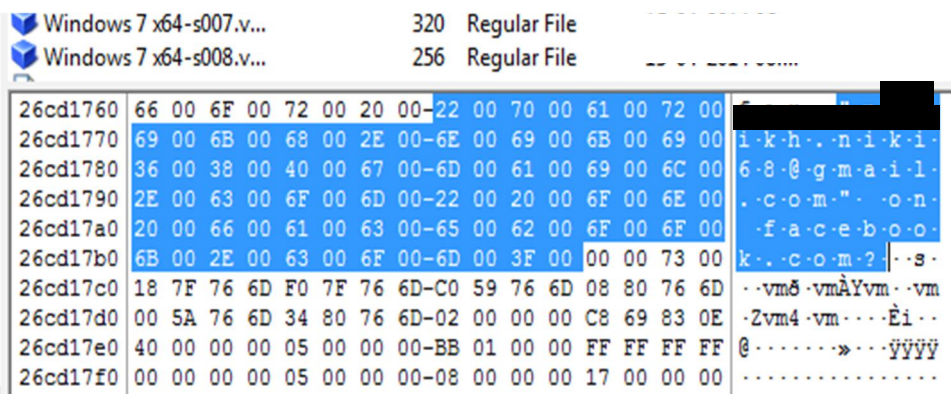 Windows 7 x64-s007.v... 320 Regular File
Windows 7 x64-s008.v... 256 Regular File
26cd1760 66 00 6F 00 72 00 20 00-22 00 70 00 61 00 72 00
26cd1770 69 00 6B 00 68 00 2E 00-6E 00 69 00 6B 00 69 00 i·k·h·.·n·i·k·i·
26cd1780 36 00 38 00 40 00 67 00-6D 00 61 00 69 00 6C 00 6·8·@·g·m·a·i·l·
26cd1790 2E 00 63 00 6F 00 6D 00-22 00 20 00 6F 00 6E 00 .·c·o·m·"· ·o·n·
26cd17a0 20 00 66 00 61 00 63 00-65 00 62 00 6F 00 6F 00 ·f·a·c·e·b·o·o·
26cd17b0 6B 00 2E 00 63 00 6F 00-6D 00 3F 00 00 00 73 00 k·.·c·o·m·?···s·
26cd17c0 18 7F 76 6D F0 7F 76 6D-C0 59 76 6D 08 80 76 6D ··vmð·vmÀYvm··vm
26cd17d0 00 5A 76 6D 34 80 76 6D-02 00 00 00 C8 69 83 0E ·Zvm4·vm····Èi··
26cd17e0 40 00 00 00 05 00 00 00-BB 01 00 00 FF FF FF FF @·······»···ÿÿÿÿ
26cd17f0 00 00 00 00 05 00 00 00-08 00 00 00 17 00 00 00 ················